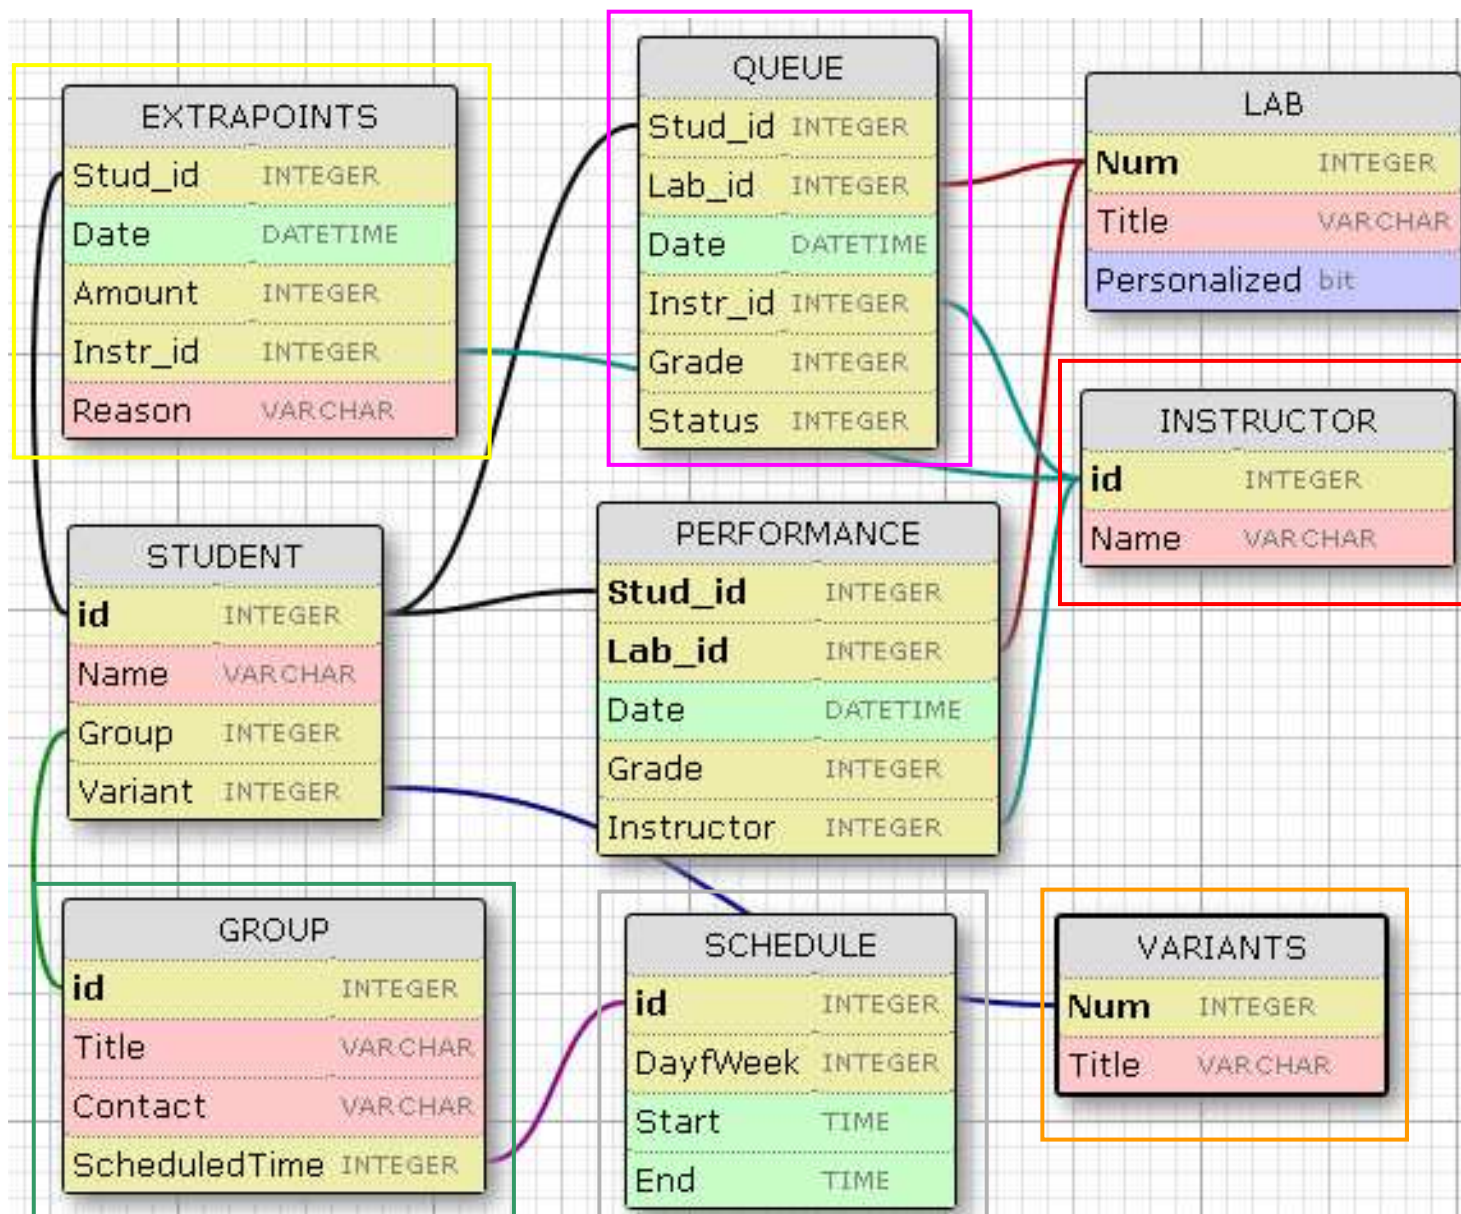 EXTRAPOINTS
Stud_id INTEGER
Date DATETIME
Amount INTEGER
Instr_id INTEGER
Reason VARCHAR
QUEUE
Stud_id INTEGER
Lab_id INTEGER
Date DATETIME
Instr_id INTEGER
Grade INTEGER
Status INTEGER
LAB
Num INTEGER
Title VARCHAR
Personalized bit
INSTRUCTOR
id INTEGER
Name VARCHAR
STUDENT
id INTEGER
Name VARCHAR
Group INTEGER
Variant INTEGER
PERFORMANCE
Stud_id INTEGER
Lab_id INTEGER
Date DATETIME
Grade INTEGER
Instructor INTEGER
GROUP
id INTEGER
Title VARCHAR
Contact VARCHAR
ScheduledTime INTEGER
SCHEDULE
id INTEGER
DayfWeek INTEGER
Start TIME
End TIME
VARIANTS
Num INTEGER
Title VARCHAR